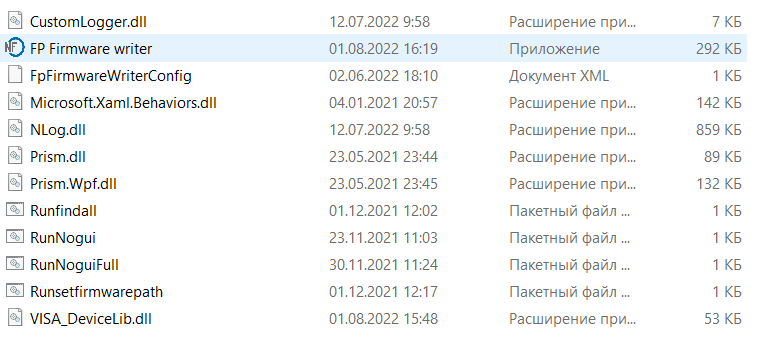 CustomLogger.dll 12.07.2022 9:58 Расширение при... 7 КБ
FP Firmware writer 01.08.2022 16:19 Приложение 292 КБ
FpFirmwareWriterConfig 02.06.2022 18:10 Документ XML 1 КБ
Microsoft.Xaml.Behaviors.dll 04.01.2021 20:57 Расширение при... 142 КБ
NLog.dll 12.07.2022 9:58 Расширение при... 859 КБ
Prism.dll 23.05.2021 23:44 Расширение при... 89 КБ
Prism.Wpf.dll 23.05.2021 23:45 Расширение при... 132 КБ
Runfindall 01.12.2021 12:02 Пакетный файл ... 1 КБ
RunNogui 23.11.2021 11:03 Пакетный файл ... 1 КБ
RunNoguiFull 30.11.2021 11:24 Пакетный файл ... 1 КБ
Runsetfirmwarepath 01.12.2021 12:17 Пакетный файл ... 1 КБ
VISA_DeviceLib.dll 01.08.2022 15:48 Расширение при... 53 КБ